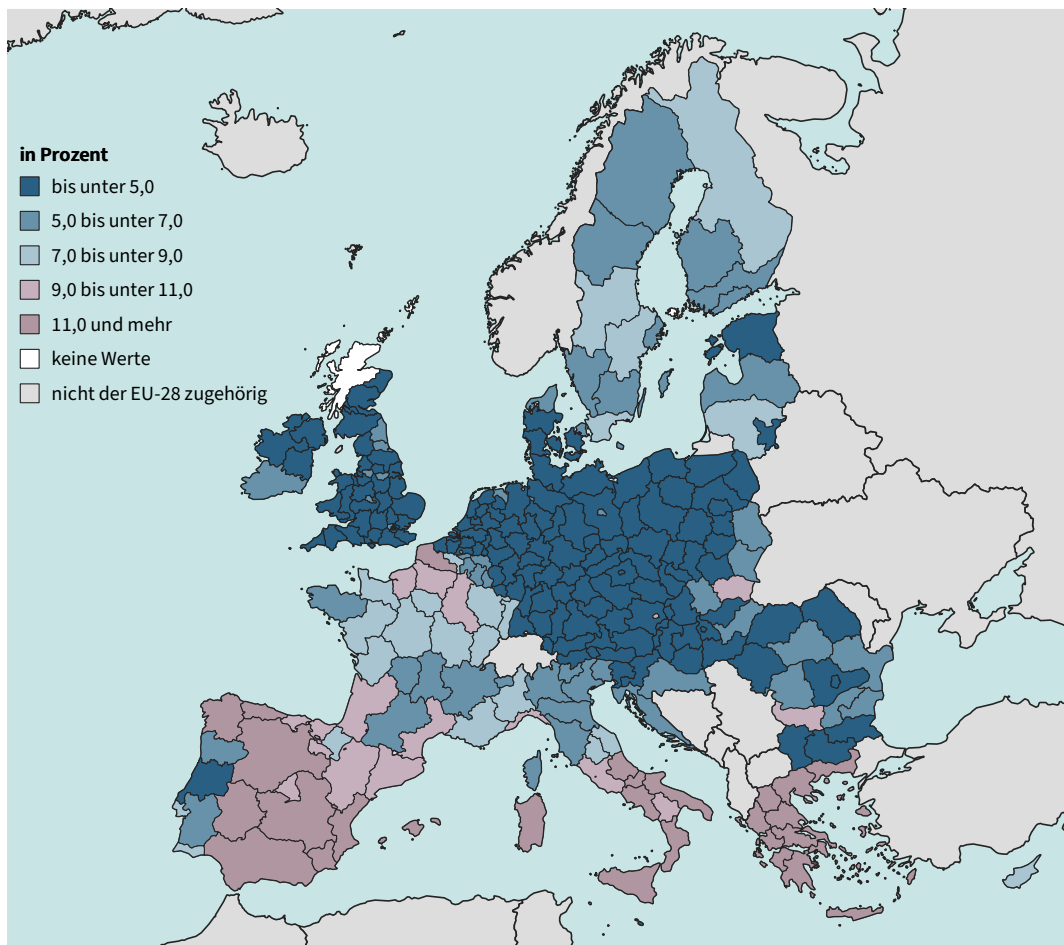 in Prozent
bis unter 5,0
5,0 bis unter 7,0
7,0 bis unter 9,0
9,0 bis unter 11,0
11,0 und mehr
keine Werte
nicht der EU-28 zugehörig